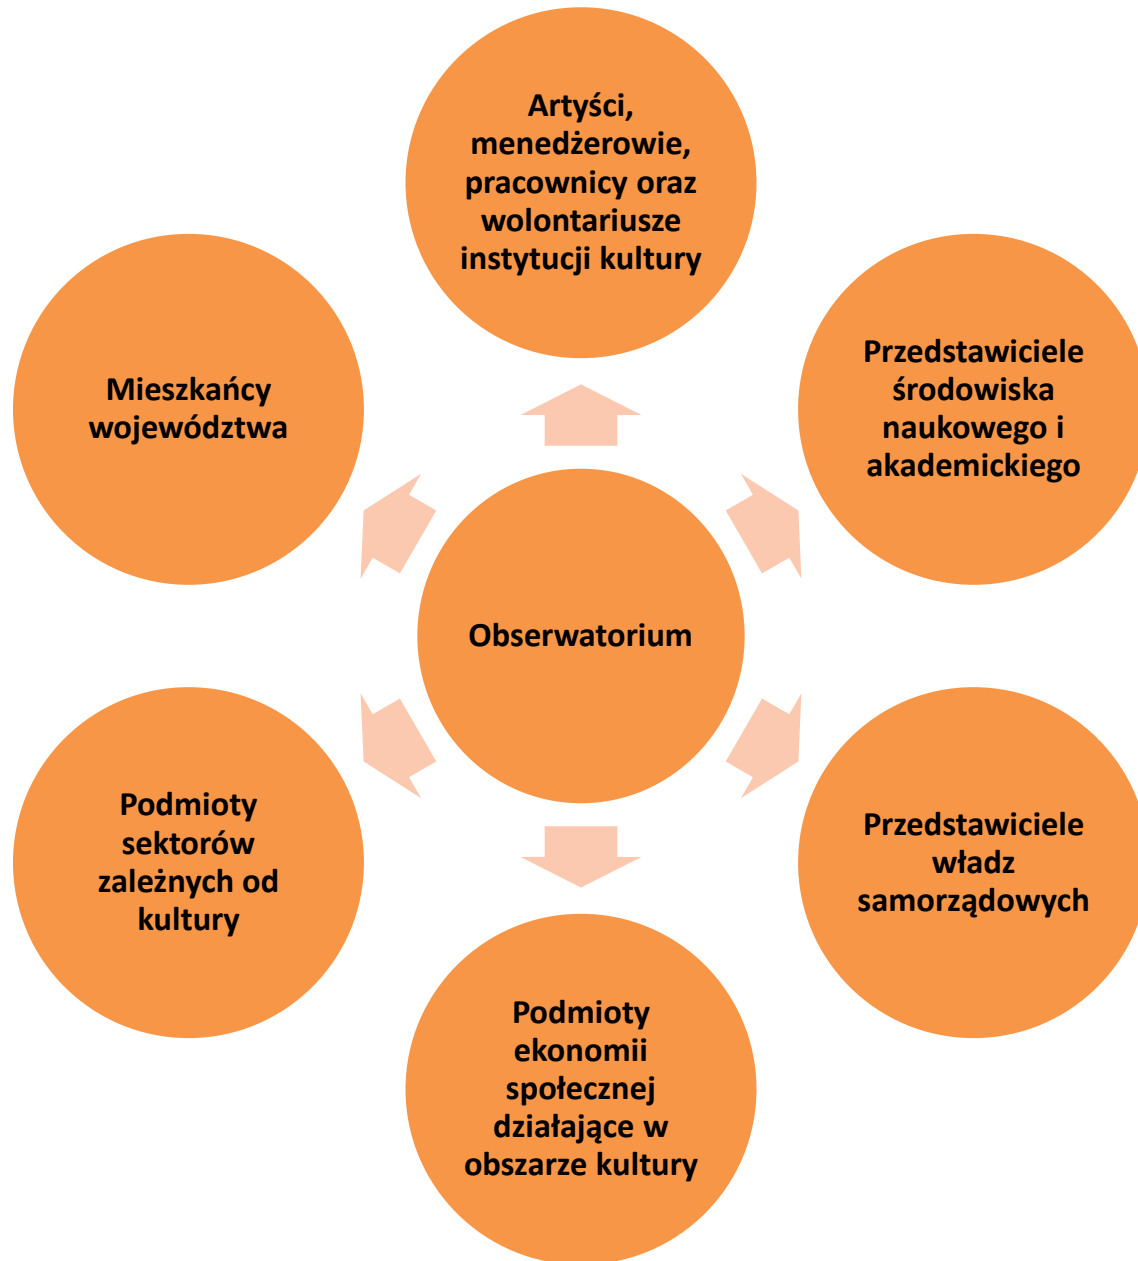 Artyści,
menedżerowie,
pracownicy oraz
wolontariusze
instytucji kultury
Przedstawiciele
środowiska
naukowego i
akademickiego
Przedstawiciele
władz
samorządowych
Podmioty
ekonomii
społecznej
działające w
obszarze kultury
Podmioty
sektorów
zależnych od
kultury
Mieszkańcy
województwa
Obserwatorium